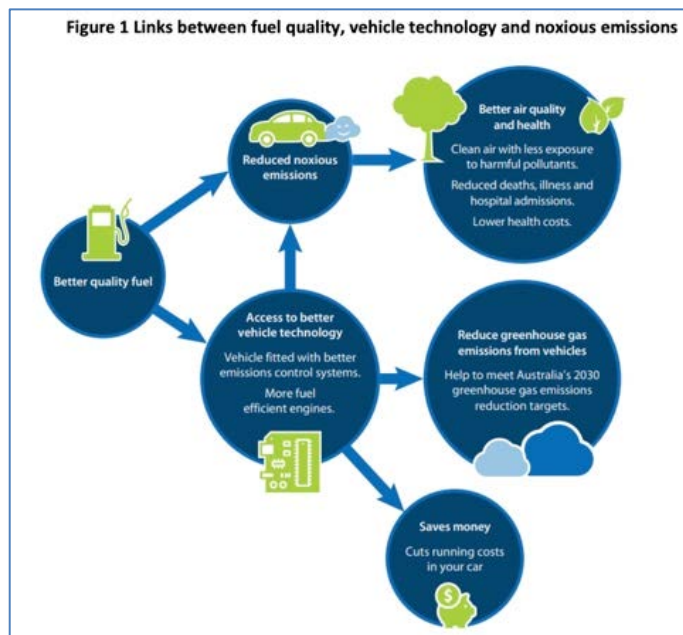 Figure 1 Links between fuel quality, vehicle technology and noxious emissions
Better air quality
and health
Clean air with less exposure
to harmful pollutants.
Reduced deaths, illness and
hospital admissions.
Lower health costs.
Reduced noxious
emissions
Better quality fuel
Access to better
vehicle technology
Vehicle fitted with better
emissions control systems.
More fuel
efficient engines.
Reduce greenhouse gas
emissions from vehicles
Help to meet Australia's 2030
greenhouse gas emissions
reduction targets.
Saves money
Cuts running costs
in your car
$